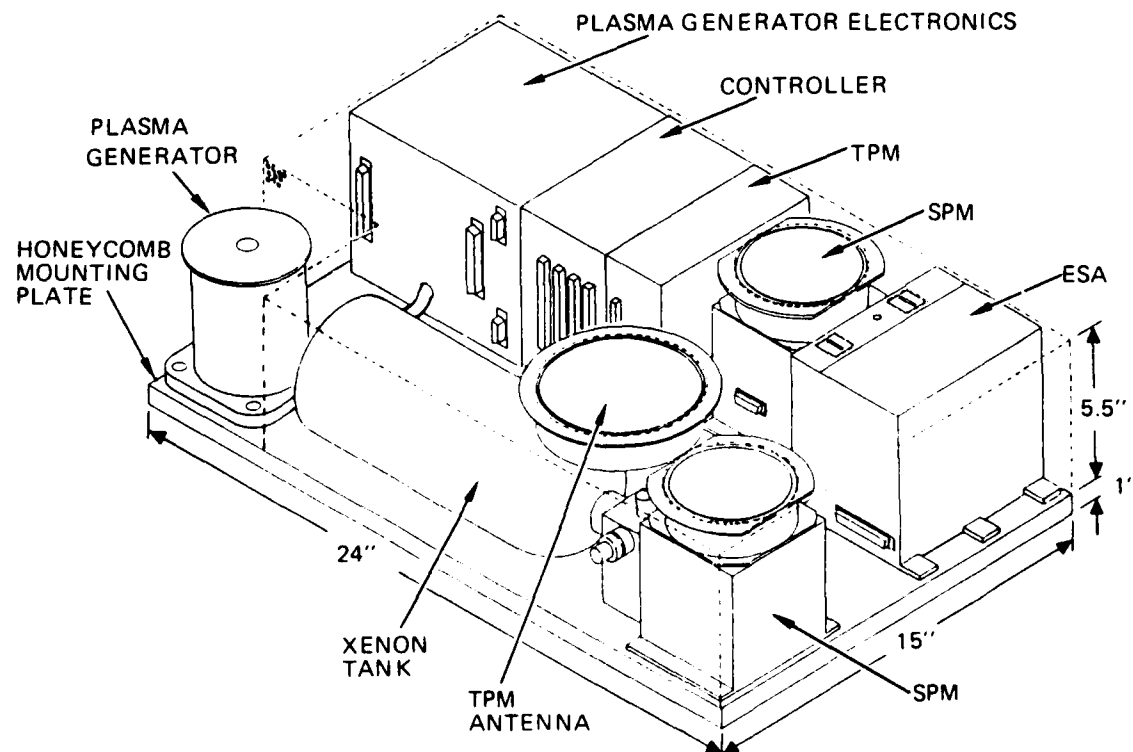 PLASMA GENERATOR ELECTRONICS
CONTROLLER
PLASMA
GENERATOR
TPM
SPM
HONEYCOMB
MOUNTING
PLATE
ESA
5.5''
1'
24''
15''
XENON
TANK
TPM
ANTENNA
SPM